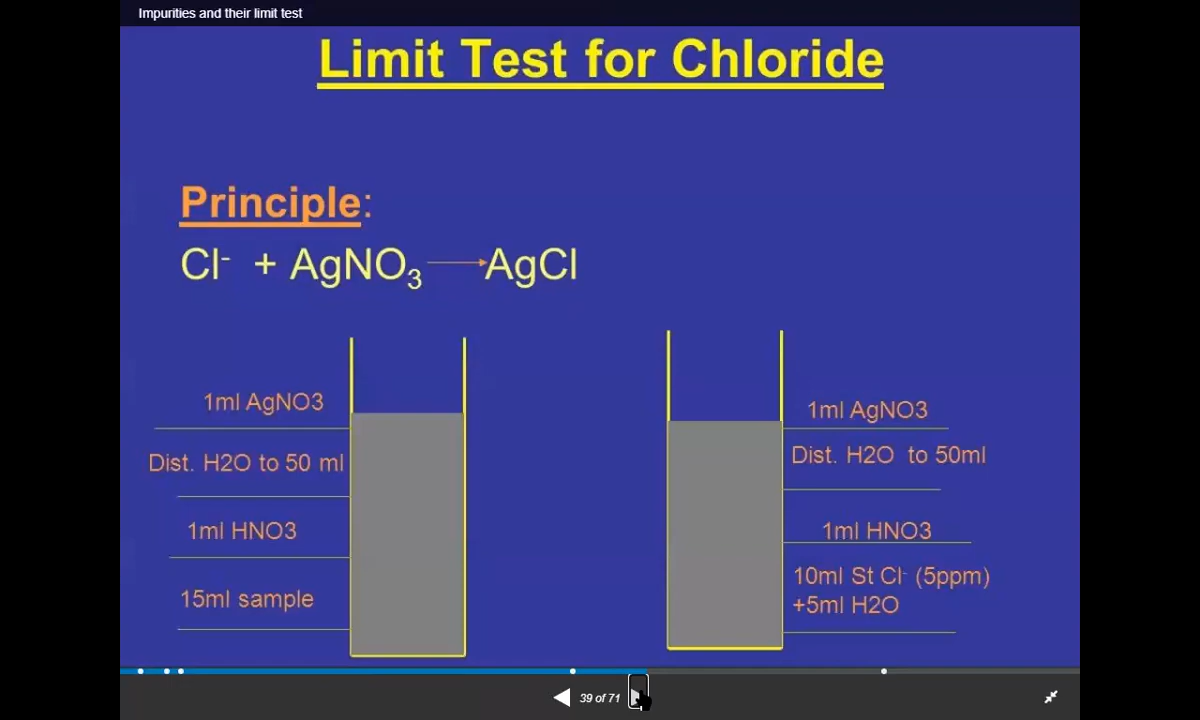 Impurities and their limit test
Limit Test for Chloride
Principle:
Cl⁻ + AgNO₃ → AgCl
1ml AgNO3
Dist. H2O to 50 ml
1ml HNO3
15ml sample
1ml AgNO3
Dist. H2O to 50ml
1ml HNO3
10ml St Cl⁻ (5ppm)
+5ml H2O
39 of 71